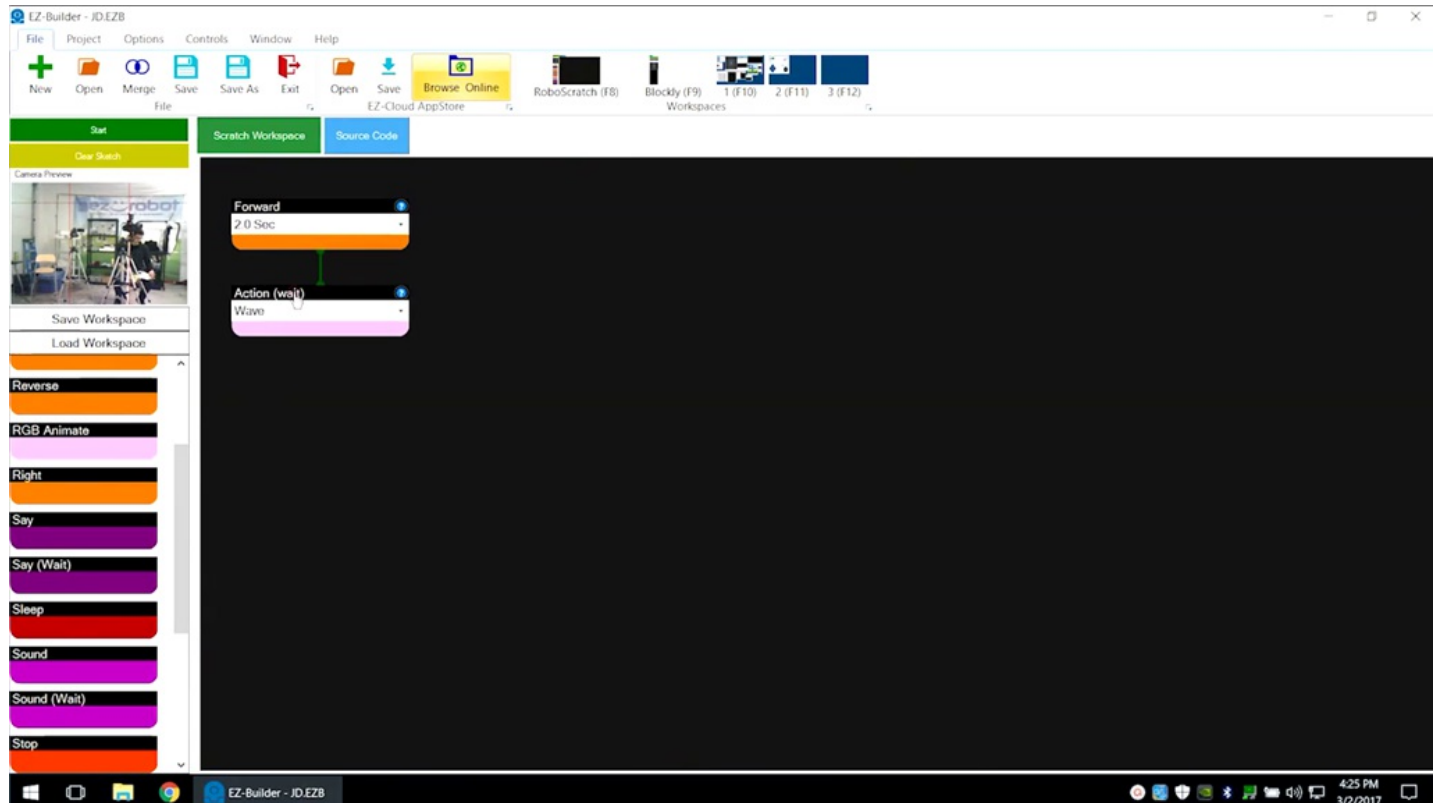 EZ-Builder - JD.EZB
File Project Options Controls Window Help
New Open Merge Save Save As Exit Open Save Browse Online RoboScratch (F8) Blockly (F9) 1 (F10) 2 (F11) 3 (F12)
File EZ-Cloud AppStore Workspaces
Start
Clear Sketch
Scratch Workspace Source Code
Camera Preview
ez robot
Forward
2.0 Sec
Action (wait)
Wave
Save Workspace
Load Workspace
Reverse
RGB Animate
Right
Say
Say (Wait)
Sleep
Sound
Sound (Wait)
Stop
EZ-Builder - JD.EZB
4:25 PM
3/2/2017